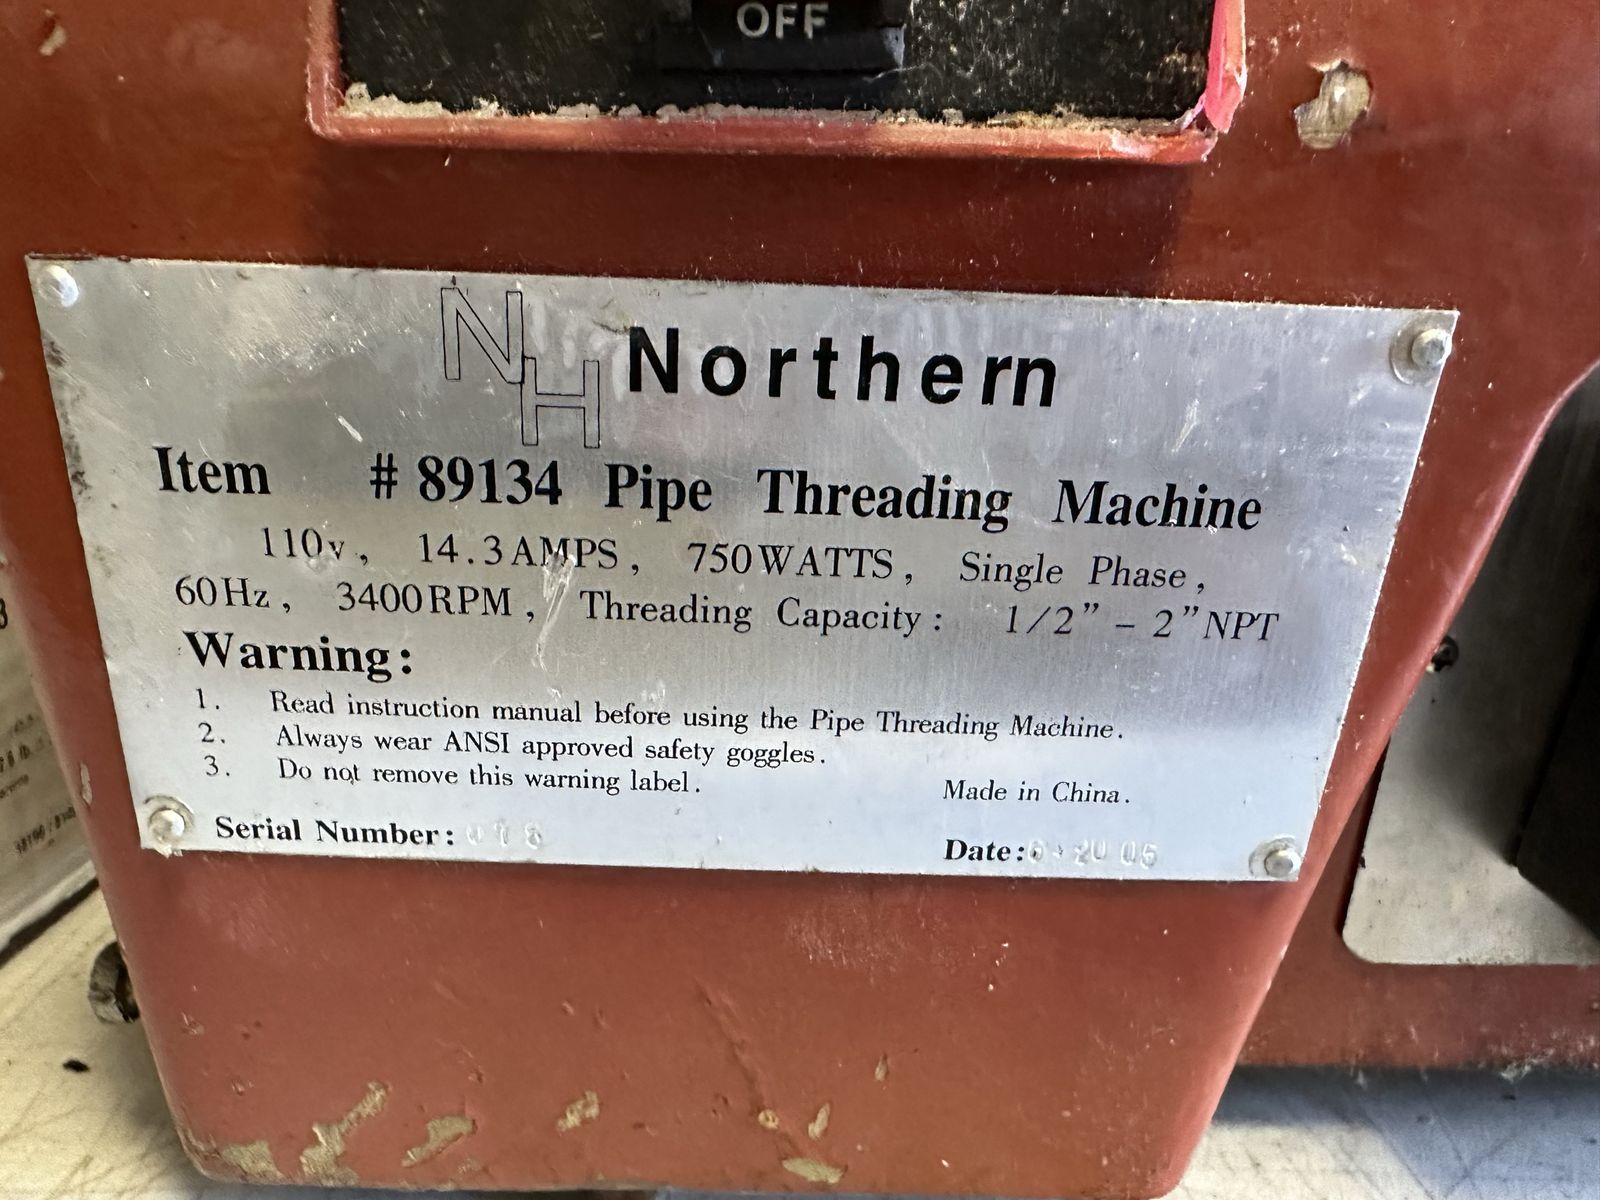 OFF
NH Northern
Item # 89134 Pipe Threading Machine
110v, 14.3AMPS, 750WATTS, Single Phase,
60Hz, 3400RPM, Threading Capacity: 1/2" - 2"NPT
Warning:
1. Read instruction manual before using the Pipe Threading Machine.
2. Always wear ANSI approved safety goggles.
3. Do not remove this warning label.
Made in China.
Serial Number:
Date: